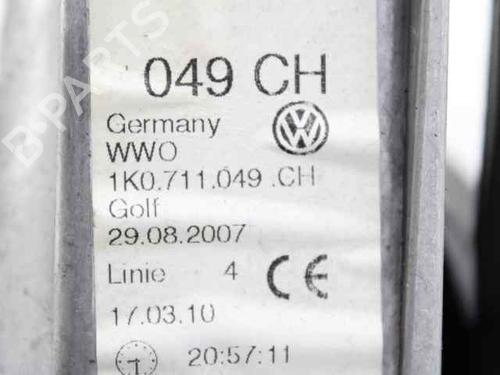 049 CH
Germany
WWO
1K0.711.049 .CH
Golf
29.08.2007
Linie 4 CE
17.03.10
20:57:11
B-PARTS